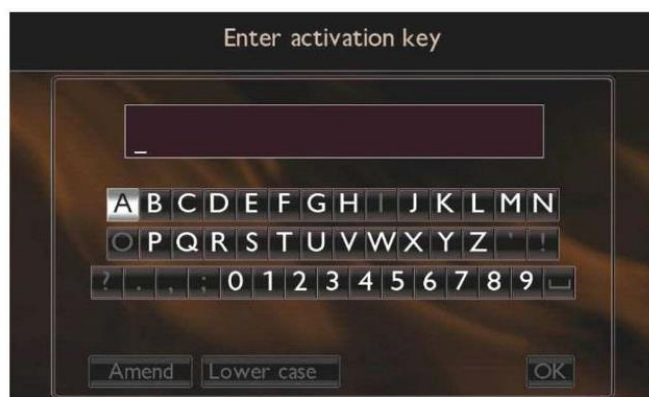 Enter activation key
_
A B C D E F G H I J K L M N
O P Q R S T U V W X Y Z ' !
? . , ; 0 1 2 3 4 5 6 7 8 9 ⎵
Amend Lower case OK